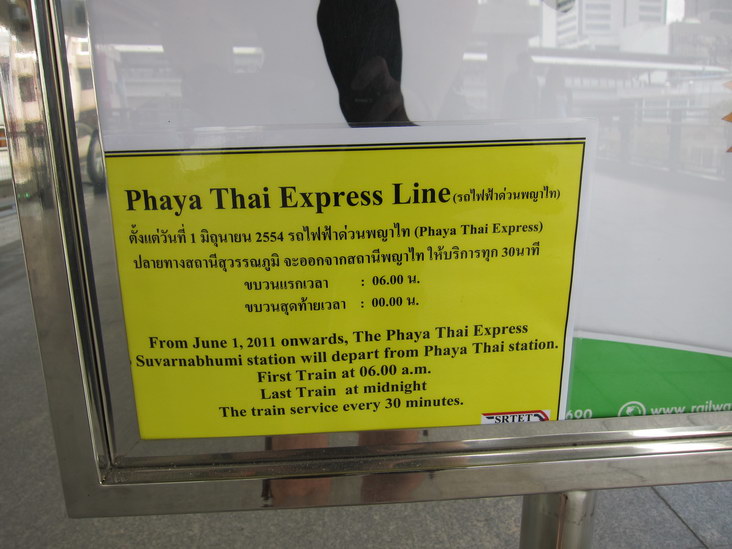 Phaya Thai Express Line (รถไฟฟ้าด่วนพญาไท)
ตั้งแต่วันที่ 1 มิถุนายน 2554 รถไฟฟ้าด่วนพญาไท (Phaya Thai Express)
ปลายทางสถานีสุวรรณภูมิ จะออกจากสถานีพญาไท ให้บริการทุก 30นาที
ขบวนแรกเวลา : 06.00 น.
ขบวนสุดท้ายเวลา : 00.00 น.
From June 1, 2011 onwards, The Phaya Thai Express
Suvarnabhumi station will depart from Phaya Thai station.
First Train at 06.00 a.m.
Last Train at midnight
The train service every 30 minutes.
SRTET
690 www.railwa